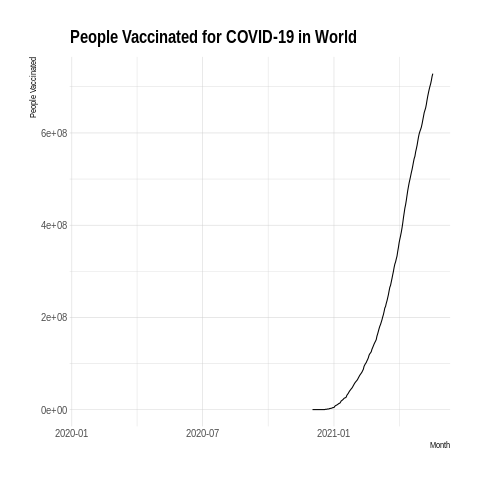 People Vaccinated for COVID-19 in World
People Vaccinated
6e+08
4e+08
2e+08
0e+00
2020-01 2020-07 2021-01
Month